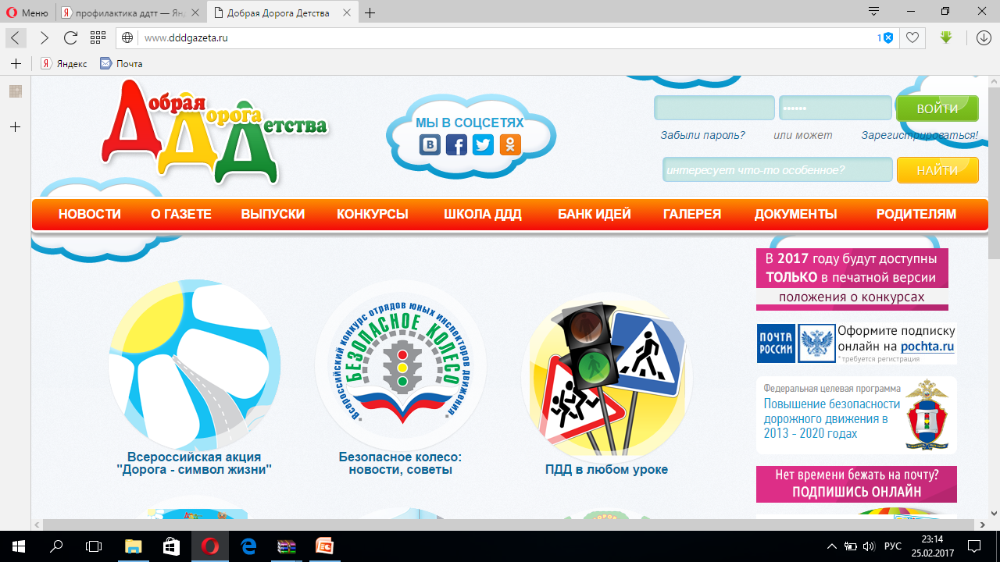 Меню
профилактика ддтт — Ян
Добрая Дорога Детства
www.dddgazeta.ru
1
Яндекс
Почта
Добрая
Дорога
Детства
МЫ В СОЦСЕТЯХ
ВОЙТИ
Забыли пароль?
или может
Зарегистрироваться!
интересует что-то особенное?
НАЙТИ
НОВОСТИ
О ГАЗЕТЕ
ВЫПУСКИ
КОНКУРСЫ
ШКОЛА ДДД
БАНК ИДЕЙ
ГАЛЕРЕЯ
ДОКУМЕНТЫ
РОДИТЕЛЯМ
Всероссийская акция
"Дорога - символ жизни"
Всероссийский конкурс отрядов юных инспекторов движения
БЕЗОПАСНОЕ КОЛЕСО
Безопасное колесо:
новости, советы
ПДД в любом уроке
В 2017 году будут доступны
ТОЛЬКО в печатной версии
положения о конкурсах
ПОЧТА
РОССИИ
Оформите подписку
онлайн на pochta.ru
* требуется регистрация
Федеральная целевая программа
Повышение безопасности
дорожного движения в
2013 - 2020 годах
Нет времени бежать на почту?
ПОДПИШИСЬ ОНЛАЙН
РУС
23:14
25.02.2017